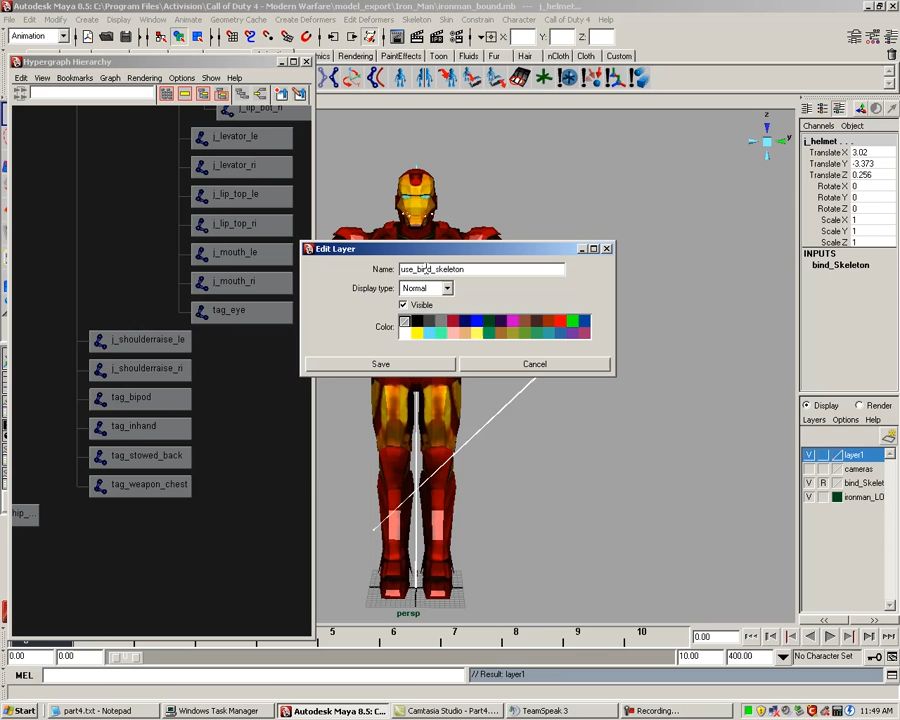 Autodesk Maya 8.5: C:\Program Files\Activision\Call of Duty 4 - Modern Warfare\model_export\Iron_Man\ironman_bound.mb --- j_helmet...
File Edit Modify Create Display Window Animate Geometry Cache Create Deformers Edit Deformers Skeleton Skin Constrain Character Call of Duty 4 Help
Animation
X: Y: Z:
Hypergraph Hierarchy
Rendering PaintEffects Toon Fluids Fur Hair nCloth Cloth Custom
Edit View Bookmarks Graph Rendering Options Show Help
j_lip_bot_ri
j_levator_le
j_levator_ri
j_lip_top_le
j_lip_top_ri
j_mouth_le
j_mouth_ri
tag_eye
j_shoulderraise_le
j_shoulderraise_ri
tag_bipod
tag_inhand
tag_stowed_back
tag_weapon_chest
hip_...
z
y
Edit Layer
Name: use_bind_skeleton
Display type: Normal
Visible
Color:
Save Cancel
persp
Channels Object
j_helmet . . .
Translate X 3.02
Translate Y -3.373
Translate Z 0.256
Rotate X 0
Rotate Y 0
Rotate Z 0
Scale X 1
Scale Y 1
Scale Z 1
INPUTS
bind_Skeleton
Display Render
Layers Options Help
V layer1
cameras
V R bind_Skelet
V ironman_LO
5 6 7 8 9 10 0.00
0.00 0.00 10.00 400.00 No Character Set
MEL // Result: layer1
Start part4.txt - Notepad Windows Task Manager Autodesk Maya 8.5: C... Camtasia Studio - Part4.... TeamSpeak 3 Recording... 11:49 AM